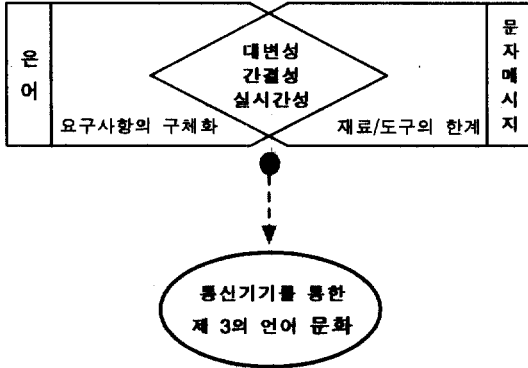 은어
대변성
간결성
실시간성
요구사항의 구체화
재료/도구의 한계
문자메시지
통신기기를 통한
제 3의 언어 문화